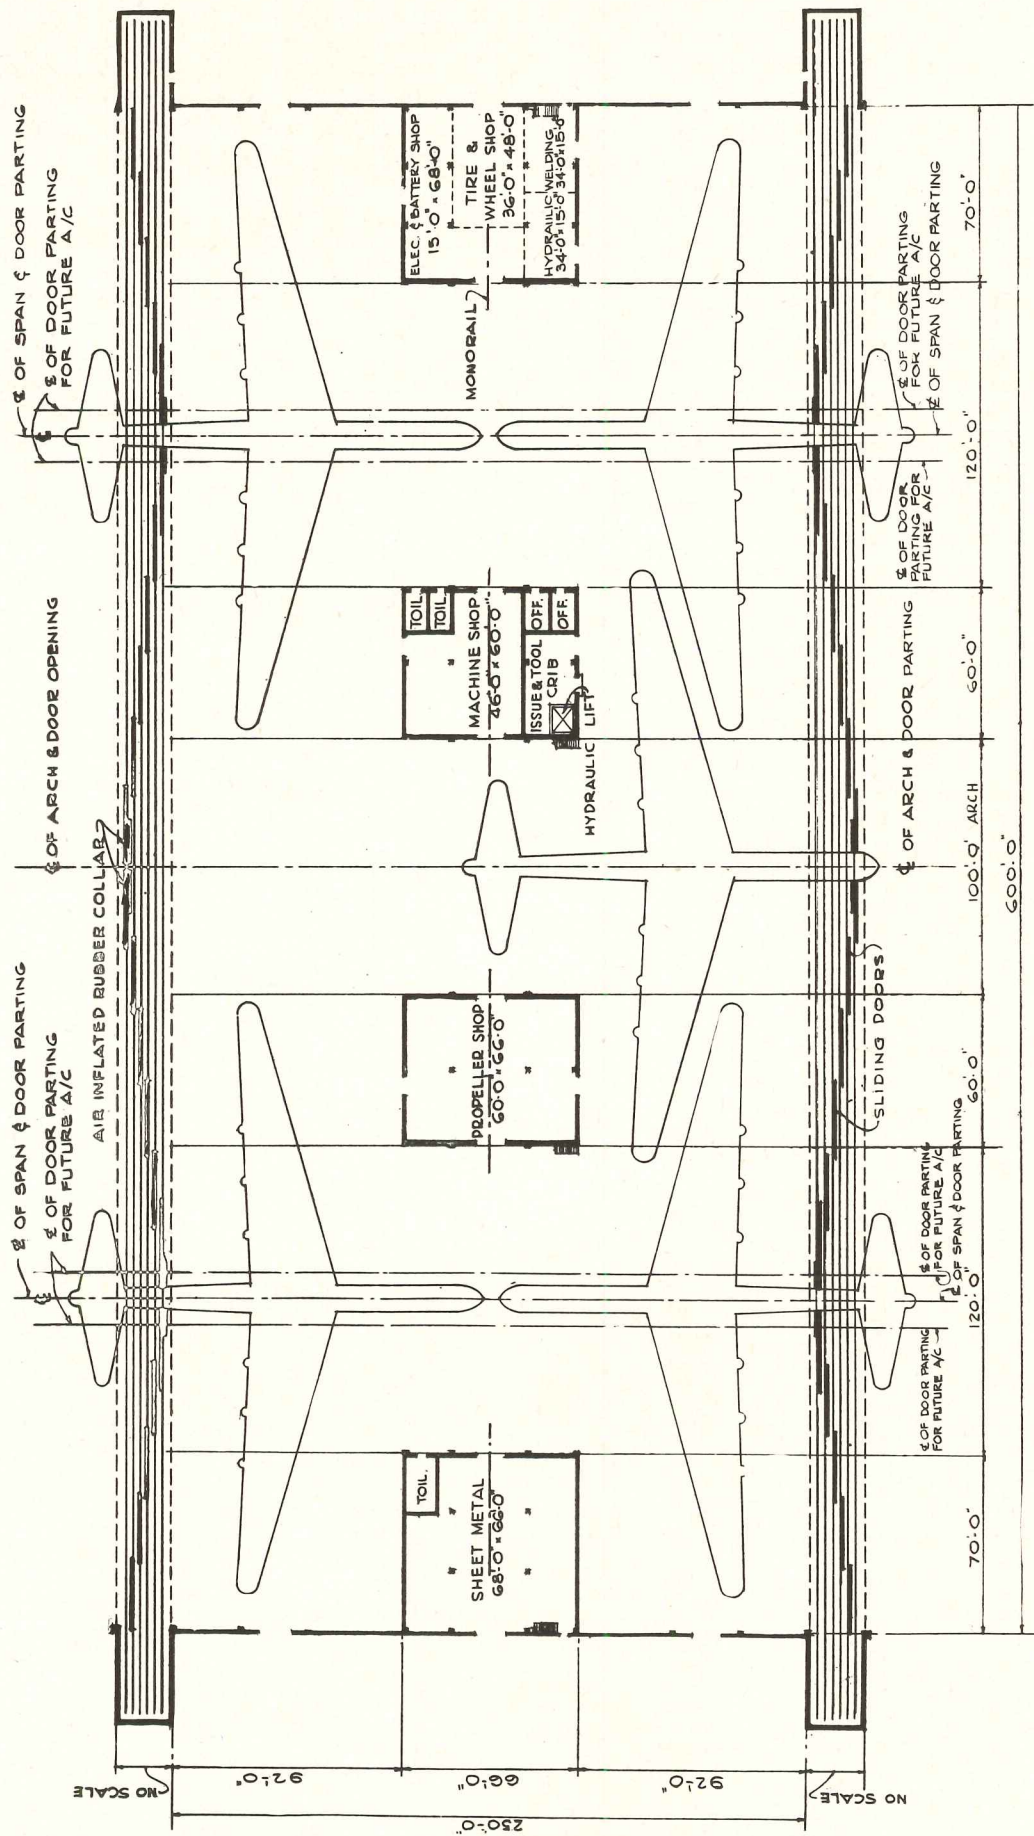 ℄ OF SPAN & DOOR PARTING
℄ OF DOOR PARTING
FOR FUTURE A/C
AIR INFLATED RUBBER COLLAR
℄ OF ARCH & DOOR OPENING
℄ OF SPAN & DOOR PARTING
℄
℄ OF DOOR PARTING
FOR FUTURE A/C
℄
TOIL.
SHEET METAL
68'-0" x 66'-0"
PROPELLER SHOP
60'-0" x 66'-0"
TOIL.
TOIL.
MACHINE SHOP
46'-0" x 60'-0"
ISSUE & TOOL
CRIB
OFF.
OFF.
HYDRAULIC LIFT
MONORAIL
ELEC. & BATTERY SHOP
15'-0" x 68'-0"
TIRE &
WHEEL SHOP
36'-0" x 48'-0"
HYDRAILIC WELDING
34'-0" x 15'-0" 34'-0" x 15'-0"
SLIDING DOORS
℄ OF DOOR PARTING
FOR FUTURE A/C
℄ OF DOOR PARTING
FOR FUTURE A/C
℄ OF SPAN & DOOR PARTING
℄ OF ARCH & DOOR PARTING
℄ OF DOOR
PARTING FOR
FUTURE A/C
℄ OF DOOR PARTING
FOR FUTURE A/C
℄ OF SPAN & DOOR PARTING
70'-0"
120'-0"
60'-0"
100'-0" ARCH
60'-0"
120'-0"
70'-0"
600'-0"
NO SCALE
92'-0"
66'-0"
92'-0"
NO SCALE
250'-0"